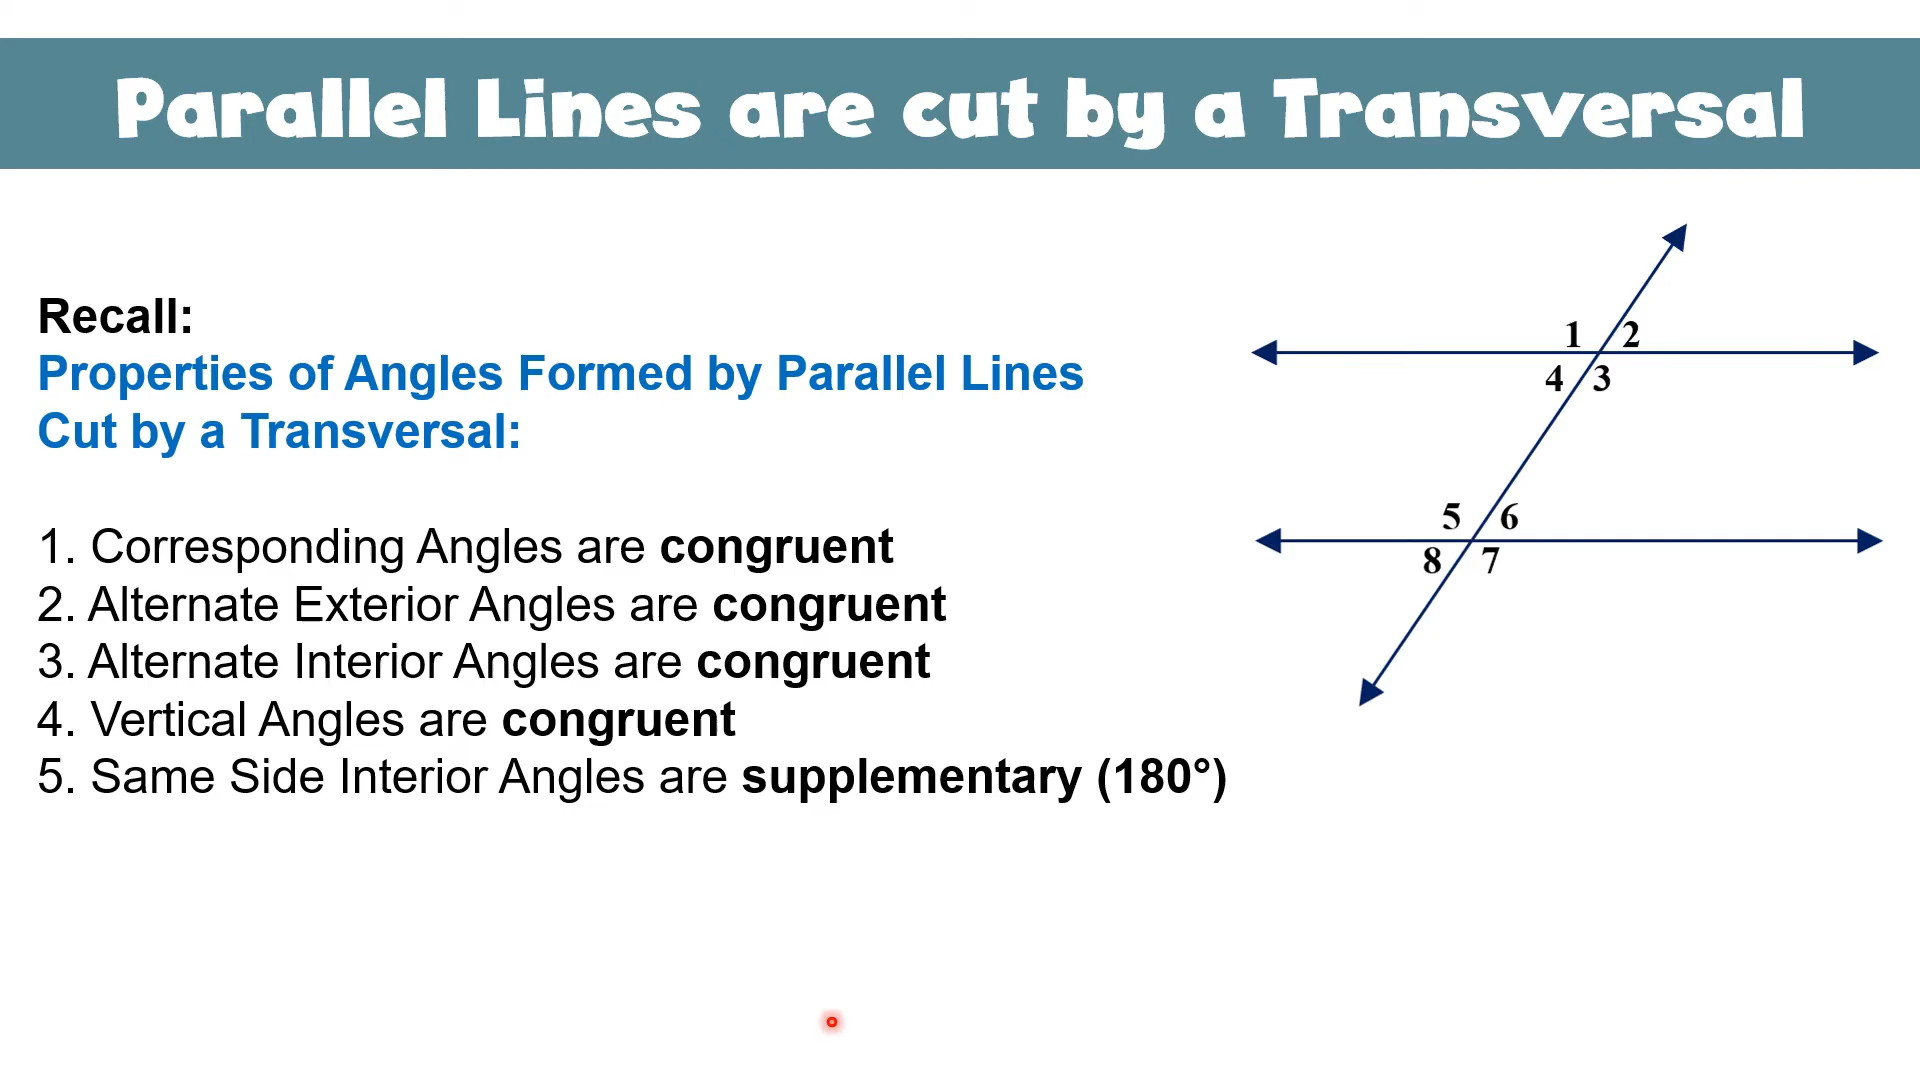 Parallel Lines are cut by a Transversal
Recall:
Properties of Angles Formed by Parallel Lines
Cut by a Transversal:
1. Corresponding Angles are congruent
2. Alternate Exterior Angles are congruent
3. Alternate Interior Angles are congruent
4. Vertical Angles are congruent
5. Same Side Interior Angles are supplementary (180°)
1 2
4 3
5 6
8 7